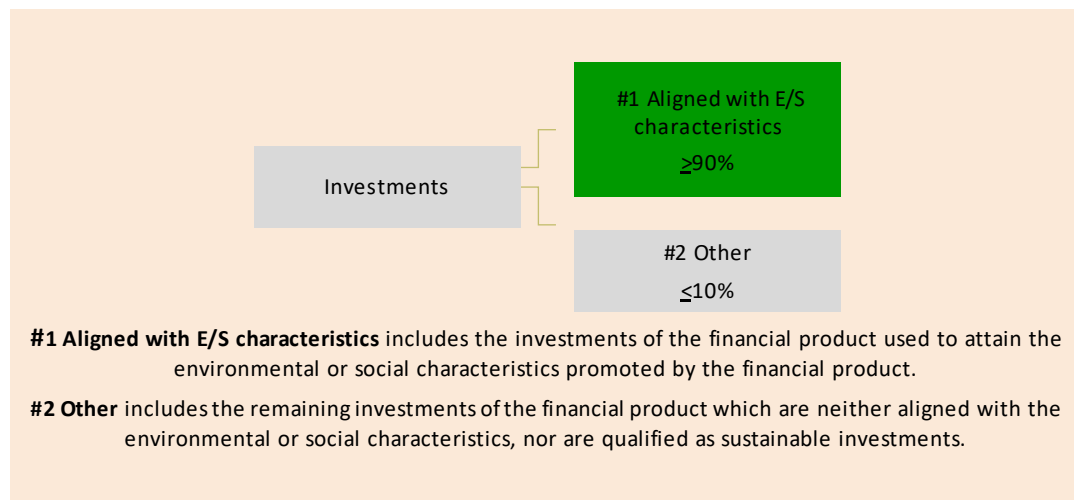 #1 Aligned with E/S
characteristics
≥90%
Investments
#2 Other
≤10%
#1 Aligned with E/S characteristics includes the investments of the financial product used to attain the
environmental or social characteristics promoted by the financial product.
#2 Other includes the remaining investments of the financial product which are neither aligned with the
environmental or social characteristics, nor are qualified as sustainable investments.